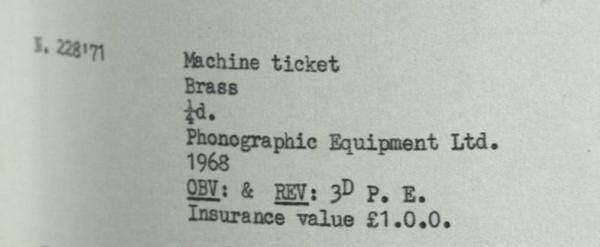 N. 228'71
Machine ticket
Brass
¼d.
Phonographic Equipment Ltd.
1968
OBV: & REV: 3D P. E.
Insurance value £1.0.0.